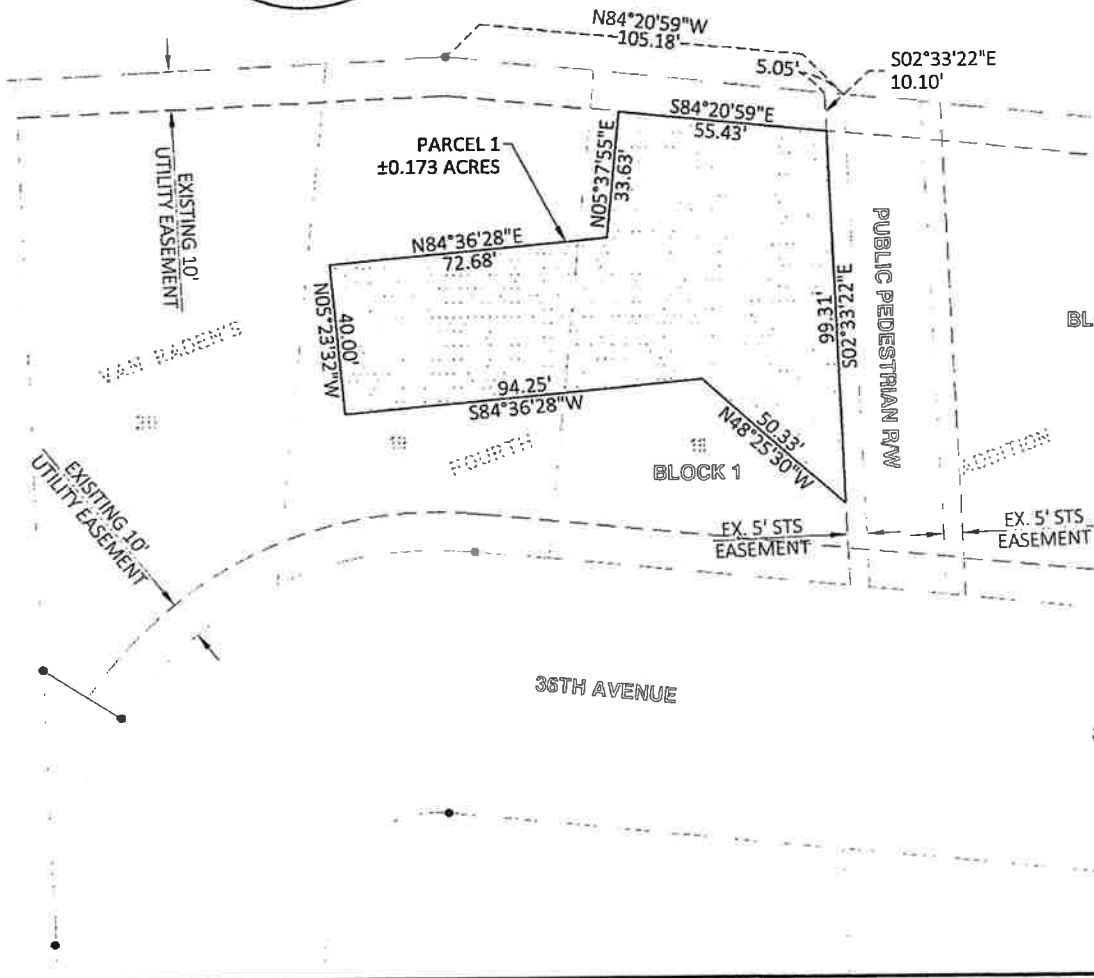 N84°20'59"W
105.18'
5.05'
S02°33'22"E
10.10'
S84°20'59"E
55.43'
PARCEL 1
±0.173 ACRES
N05°37'55"E
33.63'
EXISTING 10'
UTILITY EASEMENT
N84°36'28"E
72.68'
PUBLIC PEDESTRIAN R/W
99.31'
S02°33'22"E
BL
40.00'
N05°23'32"W
VAN RADEN'S
94.25'
S84°36'28"W
50.33'
N48°25'30"W
20
19
18
FOURTH
BLOCK 1
ADDITION
EXISITING 10'
UTILITY EASEMENT
EX. 5' STS
EASEMENT
EX. 5' STS
EASEMENT
36TH AVENUE